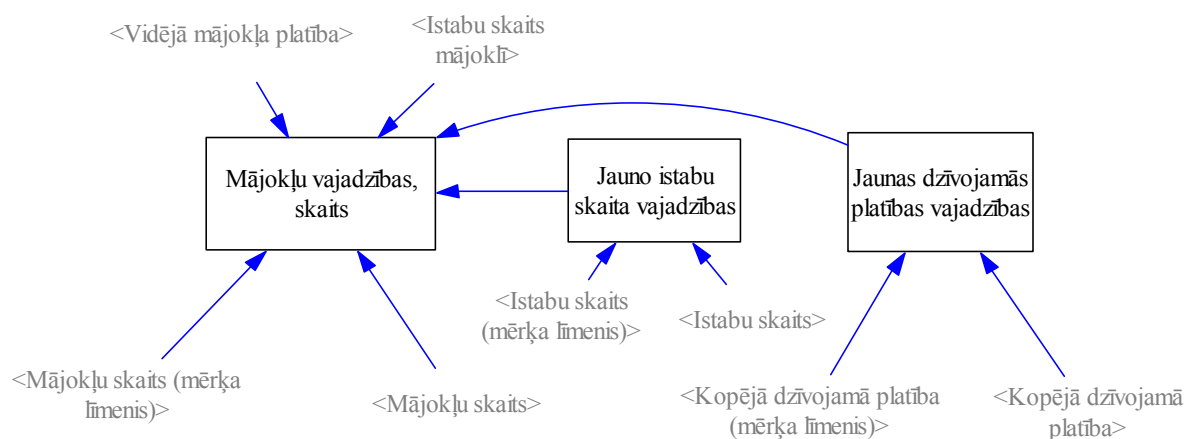 <Vidējā mājokļa platība>
<Istabu skaits
mājoklī>
Mājokļu vajadzības,
skaits
Jauno istabu
skaita vajadzības
Jaunas dzīvojamās
platības vajadzības
<Istabu skaits
(mērķa līmenis)>
<Istabu skaits>
<Mājokļu skaits (mērķa
līmenis)>
<Mājokļu skaits>
<Kopējā dzīvojamā platība
(mērķa līmenis)>
<Kopējā dzīvojamā
platība>